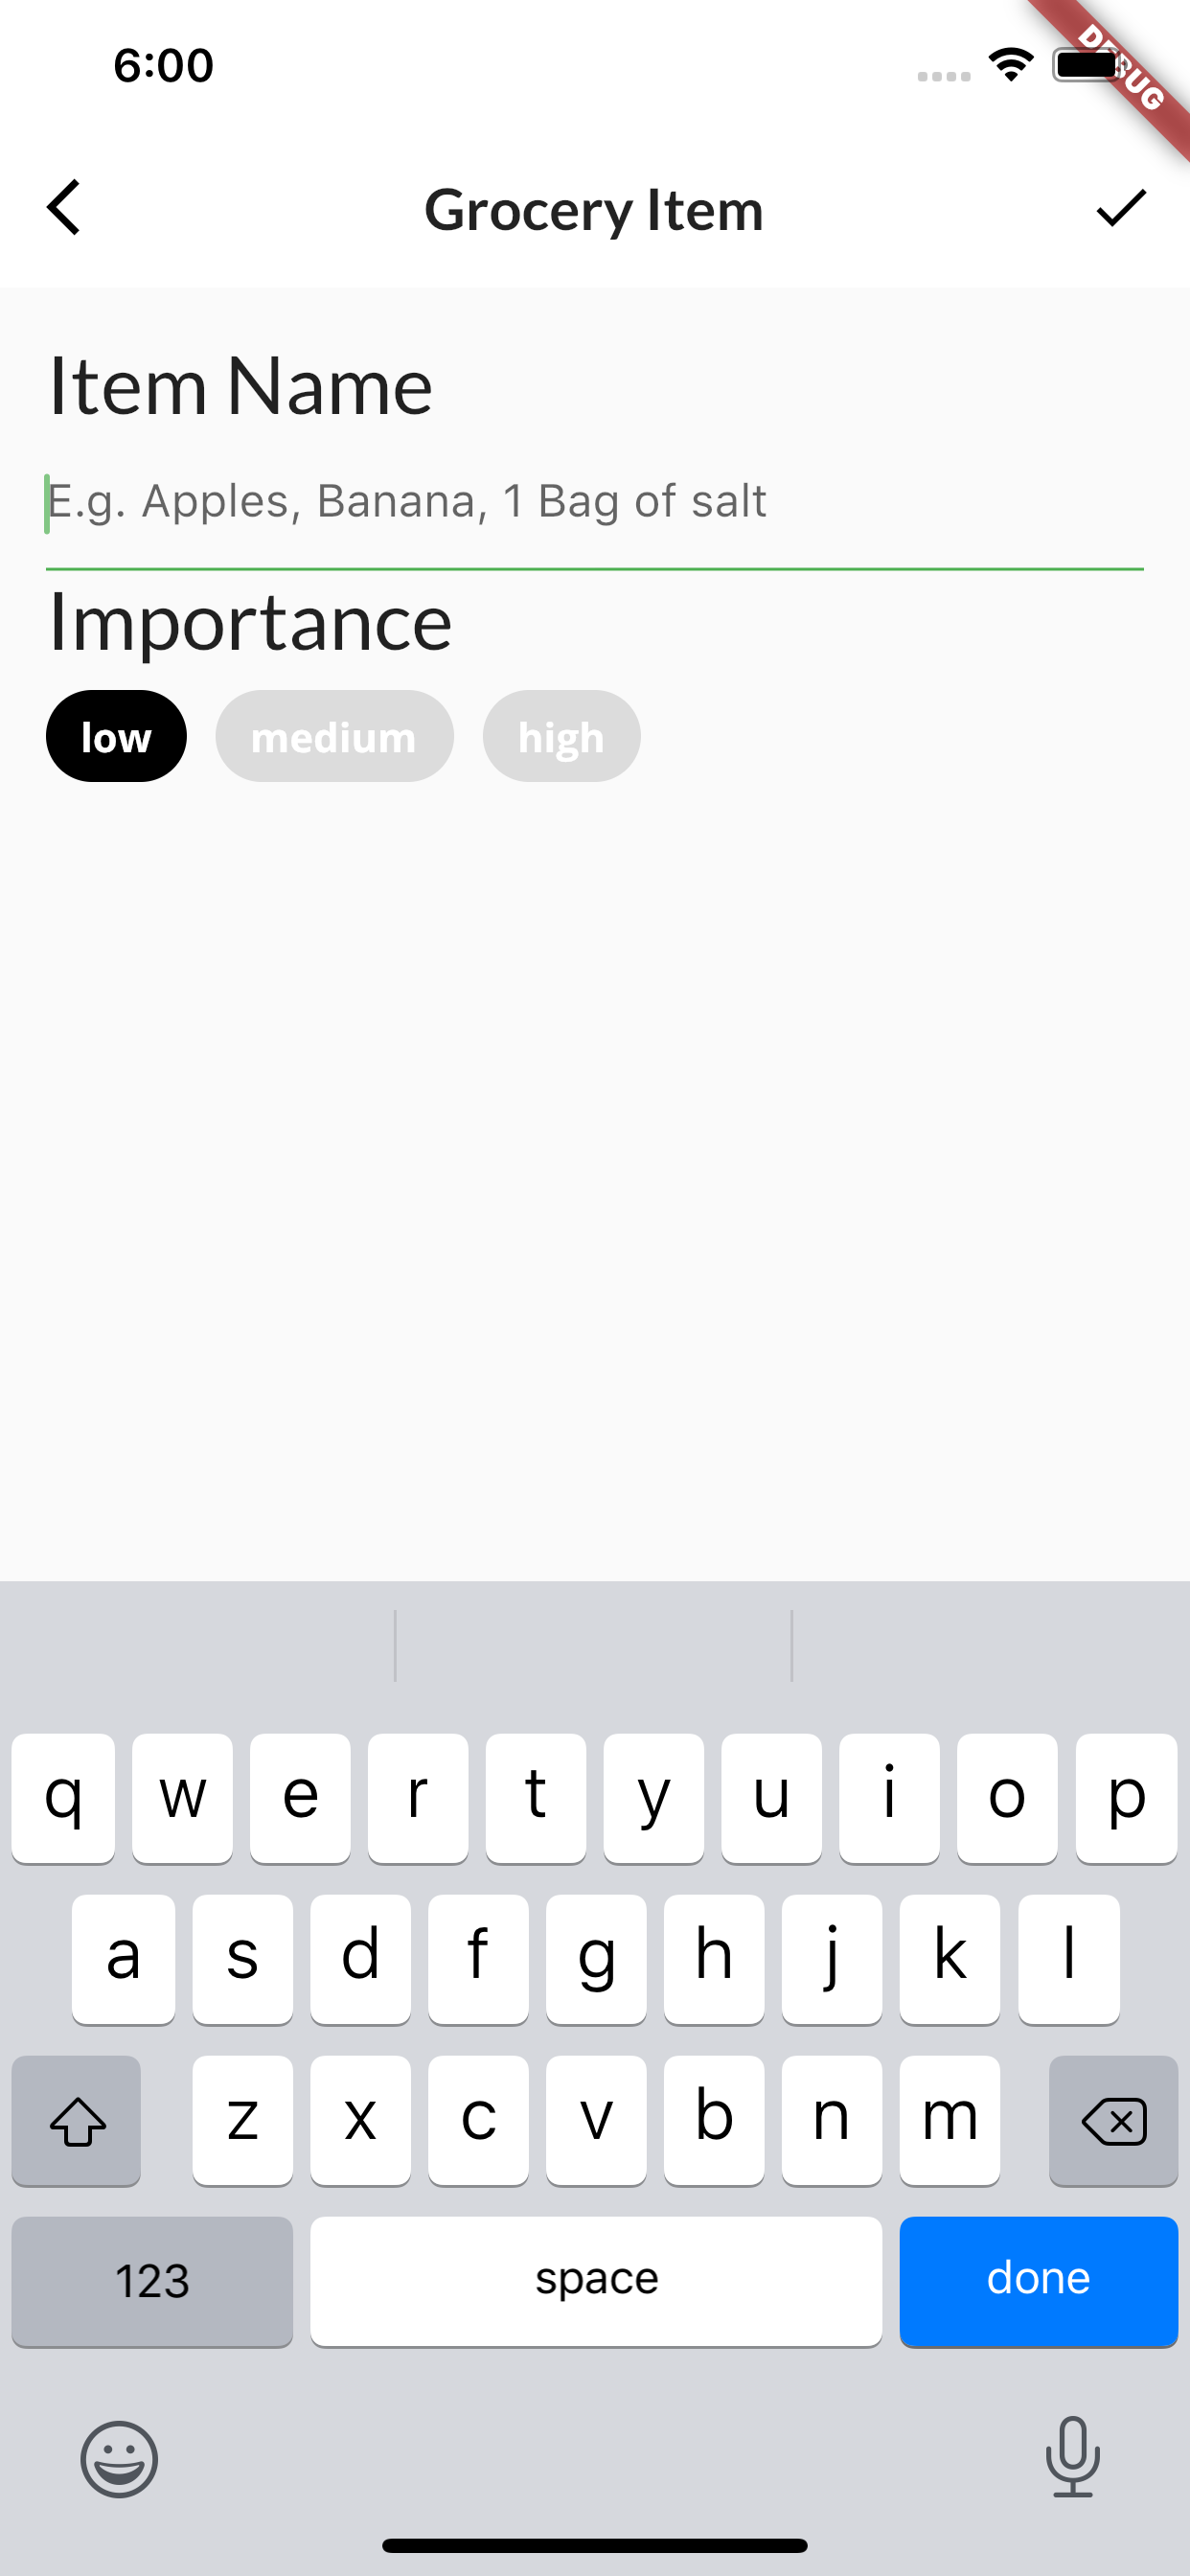 6:00
DEBUG
Grocery Item
Item Name
E.g. Apples, Banana, 1 Bag of salt
Importance
low medium high
q w e r t y u i o p
a s d f g h j k l
z x c v b n m
123 space done